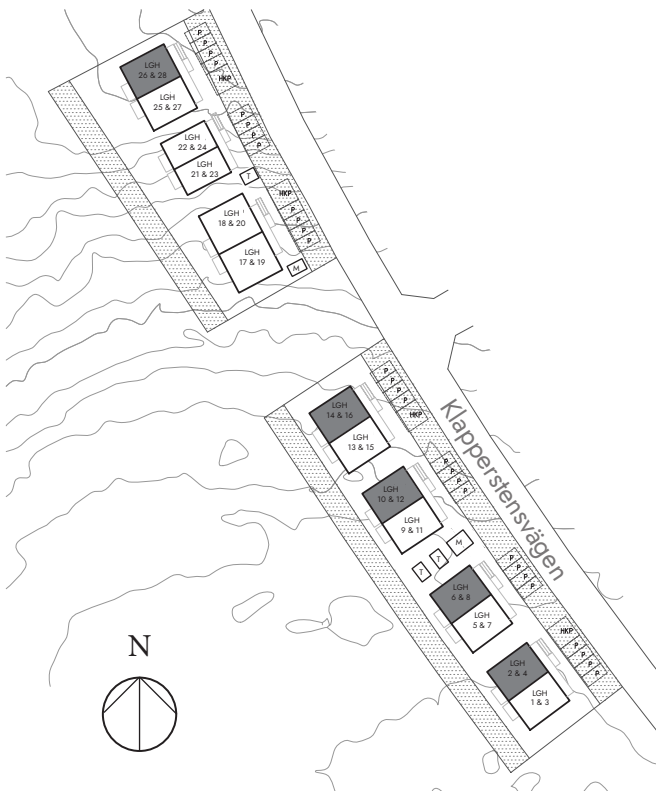 P
P
P
P
HKP
LGH
26 & 28
LGH
25 & 27
P
P
P
P
LGH
22 & 24
LGH
21 & 23
T
HKP
P
P
P
P
LGH
18 & 20
LGH
17 & 19
M
P
P
P
P
HKP
LGH
14 & 16
LGH
13 & 15
Klapperstensvägen
P
P
P
P
LGH
10 & 12
LGH
9 & 11
M
T
T
P
P
P
P
LGH
6 & 8
LGH
5 & 7
HKP
P
P
P
P
LGH
2 & 4
LGH
1 & 3
N